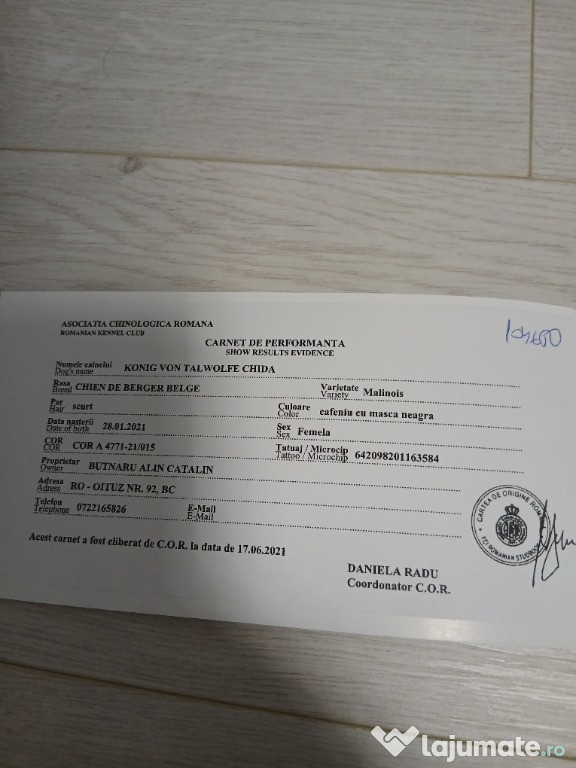 ASOCIATIA CHINOLOGICA ROMANA
ROMANIAN KENNEL CLUB
CARNET DE PERFORMANTA
SHOW RESULTS EVIDENCE
Numele cainelui KONIG VON TALWOLFE CHIDA
Dog's name
Rasa CHIEN DE BERGER BELGE Varietate Malinois
Breed Variety
Par scurt Culoare cafeniu cu masca neagra
Hair Color
Data nasterii 28.01.2021 Sex Femela
Date of birth Sex
COR COR A 4771-21/015 Tatuaj / Microcip 642098201163584
COR Tattoo / Microchip
Proprietar BUTNARU ALIN CATALIN
Owner
Adresa RO - OITUZ NR. 92, BC
Adress
Telefon 0722165826 E-Mail
Telephone E-Mail
Acest carnet a fost eliberat de C.O.R. la data de 17.06.2021
DANIELA RADU
Coordonator C.O.R.
CARTEA DE ORIGINE
ROMANIAN STUDBOOK
lajumate.ro